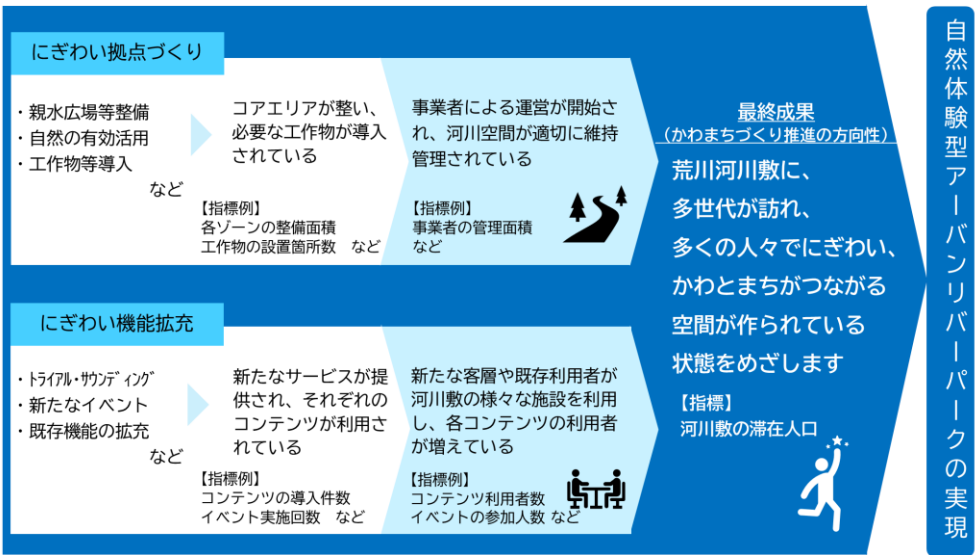 にぎわい拠点づくり
・親水広場等整備
・自然の有効活用
・工作物等導入
など
コアエリアが整い、
必要な工作物が導入
されている
【指標例】
各ゾーンの整備面積
工作物の設置箇所数 など
事業者による運営が開始さ
れ、河川空間が適切に維持
管理されている
【指標例】
事業者の管理面積
など
にぎわい機能拡充
・ﾄﾗｲｱﾙ・ｻｳﾝﾃﾞｨﾝｸﾞ
・新たなイベント
・既存機能の拡充
など
新たなサービスが提
供され、それぞれの
コンテンツが利用さ
れている
【指標例】
コンテンツの導入件数
イベント実施回数 など
新たな客層や既存利用者が
河川敷の様々な施設を利用
し、各コンテンツの利用者
が増えている
【指標例】
コンテンツ利用者数
イベントの参加人数 など
最終成果
（かわまちづくり推進の方向性）
荒川河川敷に、
多世代が訪れ、
多くの人々でにぎわい、
かわとまちがつながる
空間が作られている
状態をめざします
【指標】
河川敷の滞在人口
自然体験型アーバンリバーパークの実現